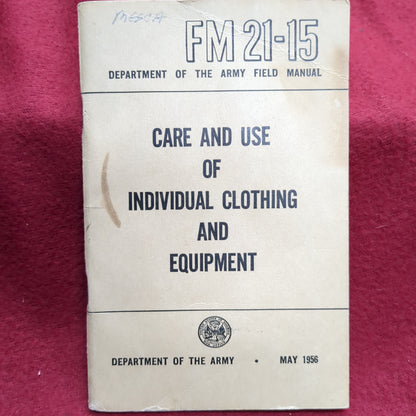 FM 21-15
DEPARTMENT OF THE ARMY FIELD MANUAL
CARE AND USE
OF
INDIVIDUAL CLOTHING
AND
EQUIPMENT
DEPARTMENT OF THE ARMY • MAY 1956